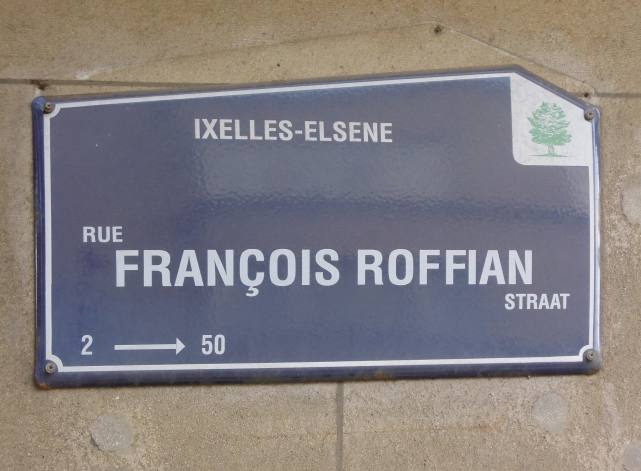 IXELLES-ELSENE
RUE
FRANÇOIS ROFFIAN
STRAAT
2 → 50